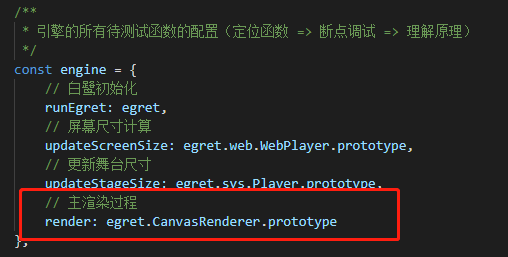 /**
* 引擎的所有待测试函数的配置（定位函数 => 断点调试 => 理解原理）
*/
const engine = {
// 白鹭初始化
runEgret: egret,
// 屏幕尺寸计算
updateScreenSize: egret.web.WebPlayer.prototype,
// 更新舞台尺寸
updateStageSize: egret.sys.Player.prototype,
// 主渲染过程
render: egret.CanvasRenderer.prototype
};